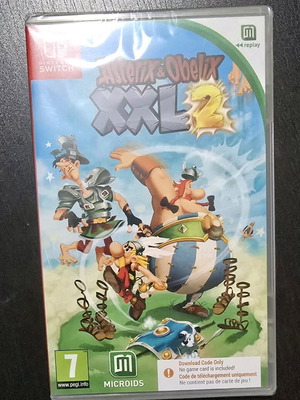 NINTENDO
SWITCH
◄◄ replay
Asterix & Obelix
XXL 2
7
www.pegi.info
MICROIDS
Download Code Only
No game card is included!
Code de téléchargement uniquement
Ne contient pas de carte de jeu !